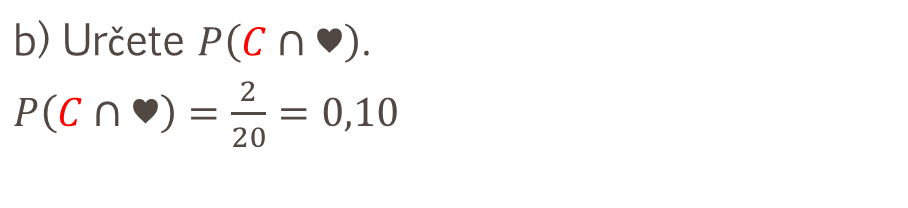 b) Určete P(C ∩ ♥).
P(C ∩ ♥) = 2/20 = 0,10